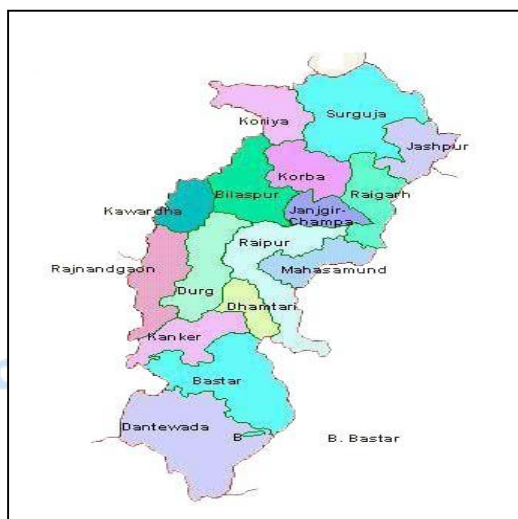 Koriya
Surguja
Jashpur
Korba
Bilaspur
Raigarh
Kawardha
Janjgir-
Champa
Raipur
Rajnandgaon
Mahasamund
Durg
Dhamtari
Kanker
Bastar
Dantewada
B
B. Bastar